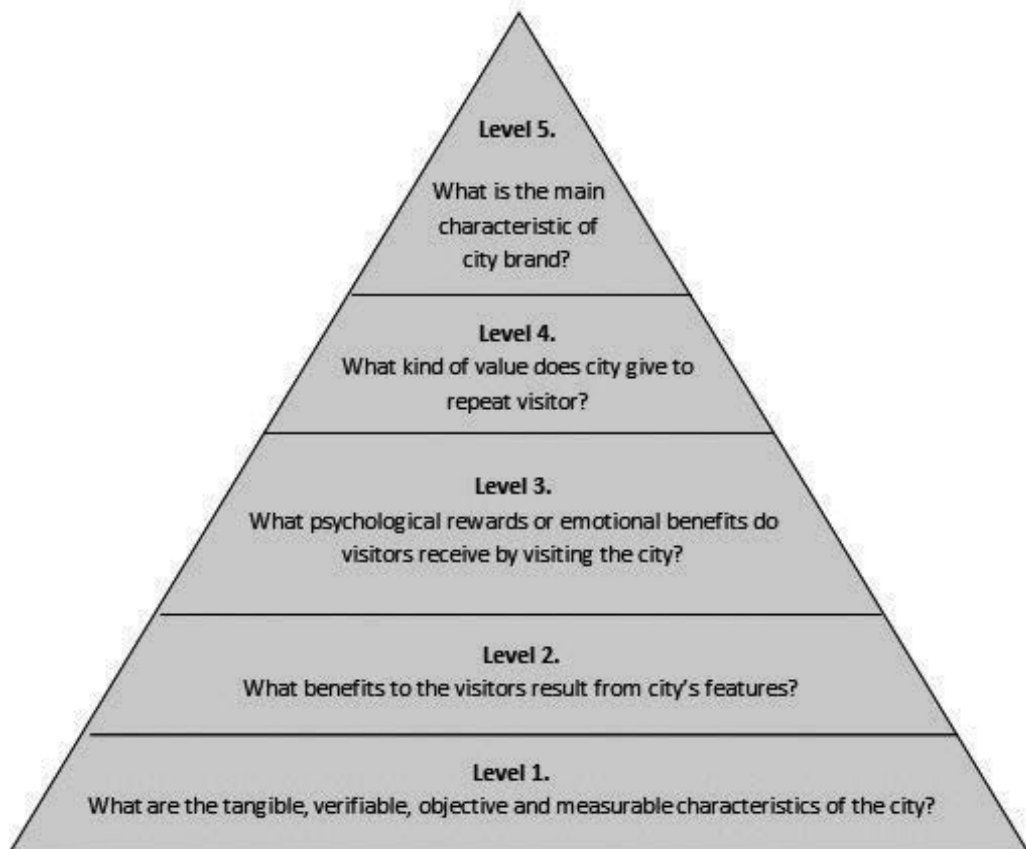 Level 5.
What is the main
characteristic of
city brand?
Level 4.
What kind of value does city give to
repeat visitor?
Level 3.
What psychological rewards or emotional benefits do
visitors receive by visiting the city?
Level 2.
What benefits to the visitors result from city's features?
Level 1.
What are the tangible, verifiable, objective and measurable characteristics of the city?